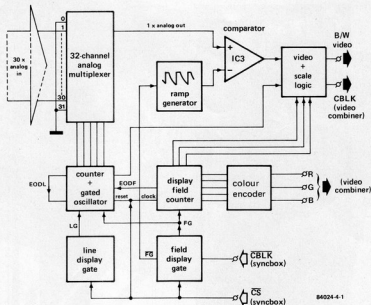 0
1
30 x
analog
in
30
31
32-channel
analog
multiplexer
1 x analog out
comparator
+
−
IC3
ramp
generator
video
+
scale
logic
B/W
video
CBLK
(video
combiner)
EODL
counter
+
gated
oscillator
EODF
reset
clock
display
field
counter
colour
encoder
R
G
B
(video
combiner)
LG
FG
FG
line
display
gate
field
display
gate
CBLK
(syncbox)
CS
(syncbox)
84024-4-1